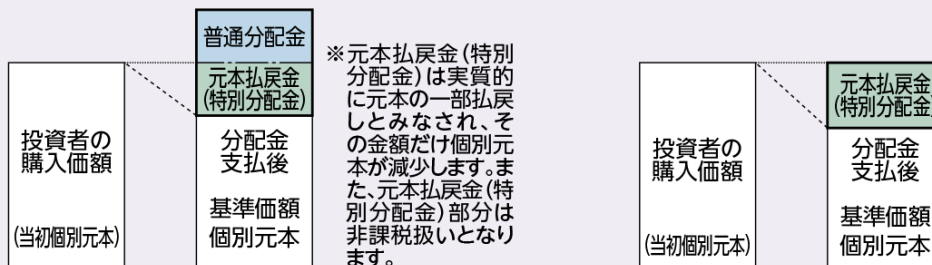 投資者の
購入価額
(当初個別元本)
普通分配金
元本払戻金
(特別分配金)
分配金
支払後
基準価額
個別元本
※元本払戻金(特別
分配金)は実質的
に元本の一部払戻
しとみなされ、そ
の金額だけ個別元
本が減少します。ま
た、元本払戻金(特
別分配金)部分は
非課税扱いとなり
ます。
投資者の
購入価額
(当初個別元本)
元本払戻金
(特別分配金)
分配金
支払後
基準価額
個別元本